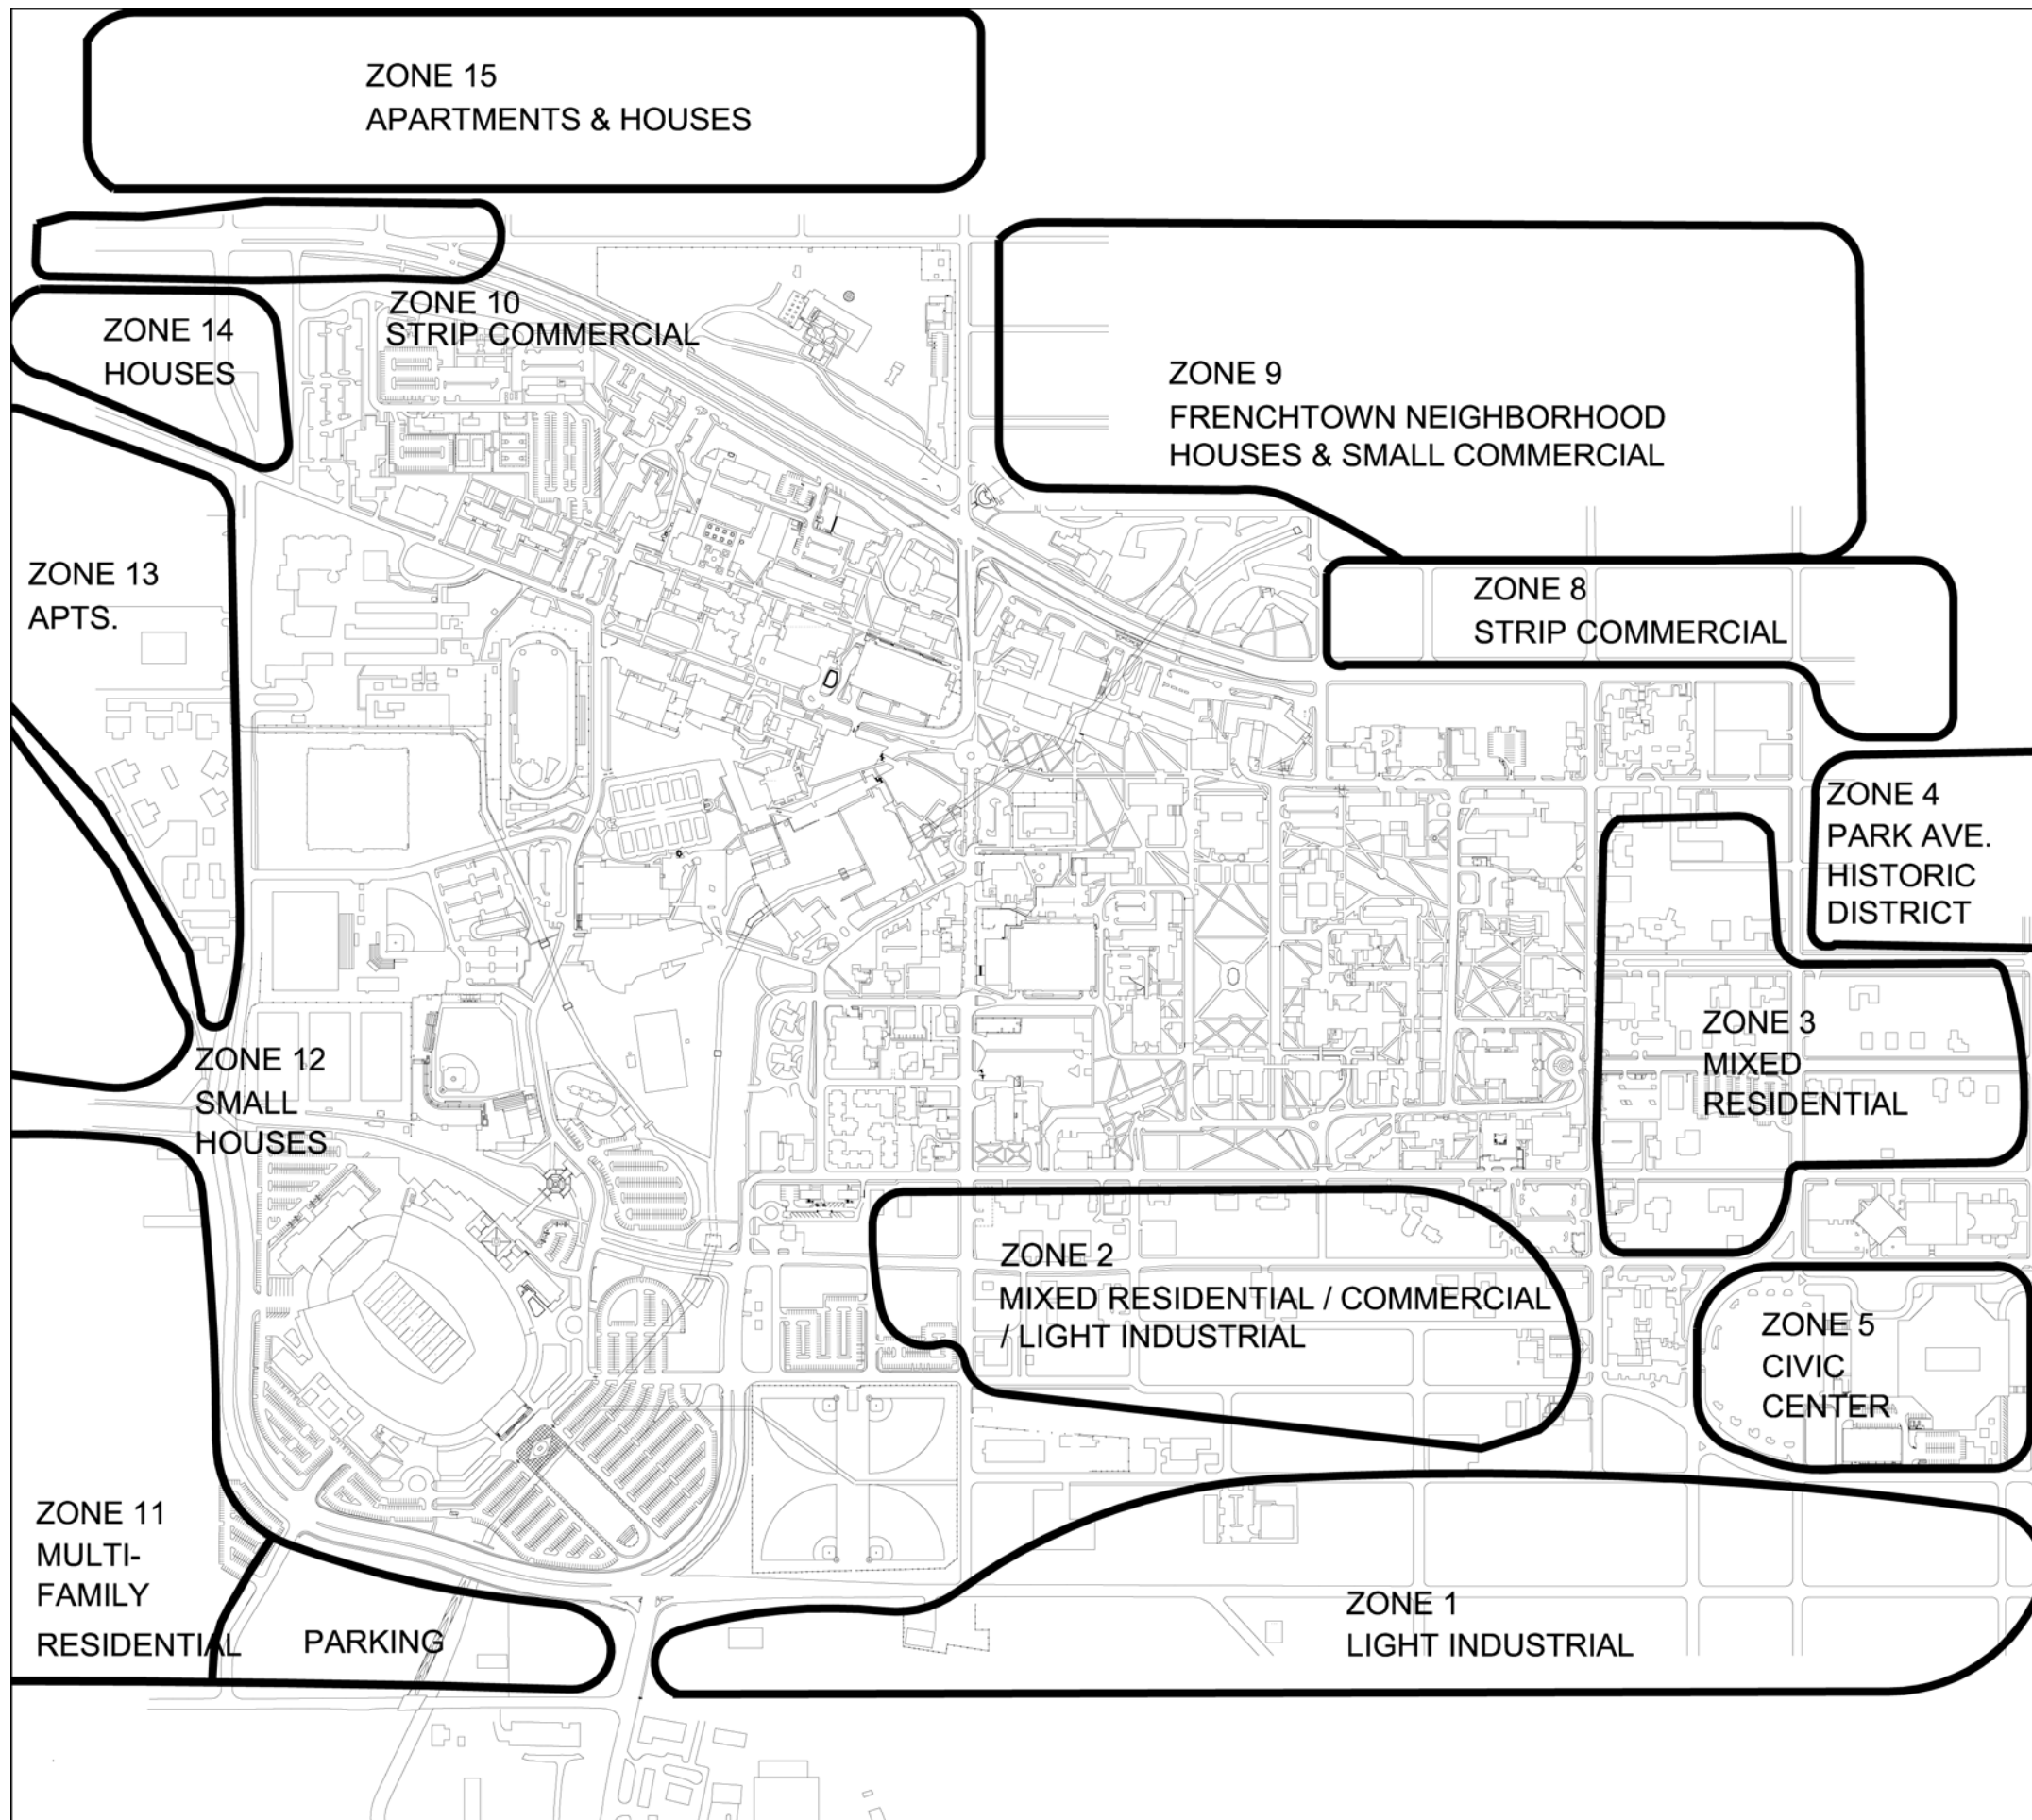 ZONE 15
APARTMENTS & HOUSES
ZONE 10
STRIP COMMERCIAL
ZONE 14
HOUSES
ZONE 9
FRENCHTOWN NEIGHBORHOOD
HOUSES & SMALL COMMERCIAL
ZONE 13
APTS.
ZONE 8
STRIP COMMERCIAL
ZONE 4
PARK AVE.
HISTORIC
DISTRICT
ZONE 3
MIXED
RESIDENTIAL
ZONE 12
SMALL
HOUSES
ZONE 2
MIXED RESIDENTIAL / COMMERCIAL
/ LIGHT INDUSTRIAL
ZONE 5
CIVIC
CENTER
ZONE 11
MULTI-
FAMILY
RESIDENTIAL
PARKING
ZONE 1
LIGHT INDUSTRIAL